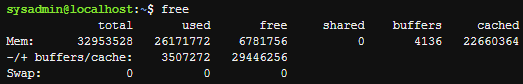 sysadmin@localhost:~$ free
             total       used       free     shared    buffers     cached
Mem:      32953528   26171772    6781756          0       4136   22660364
-/+ buffers/cache:    3507272   29446256
Swap:            0          0          0